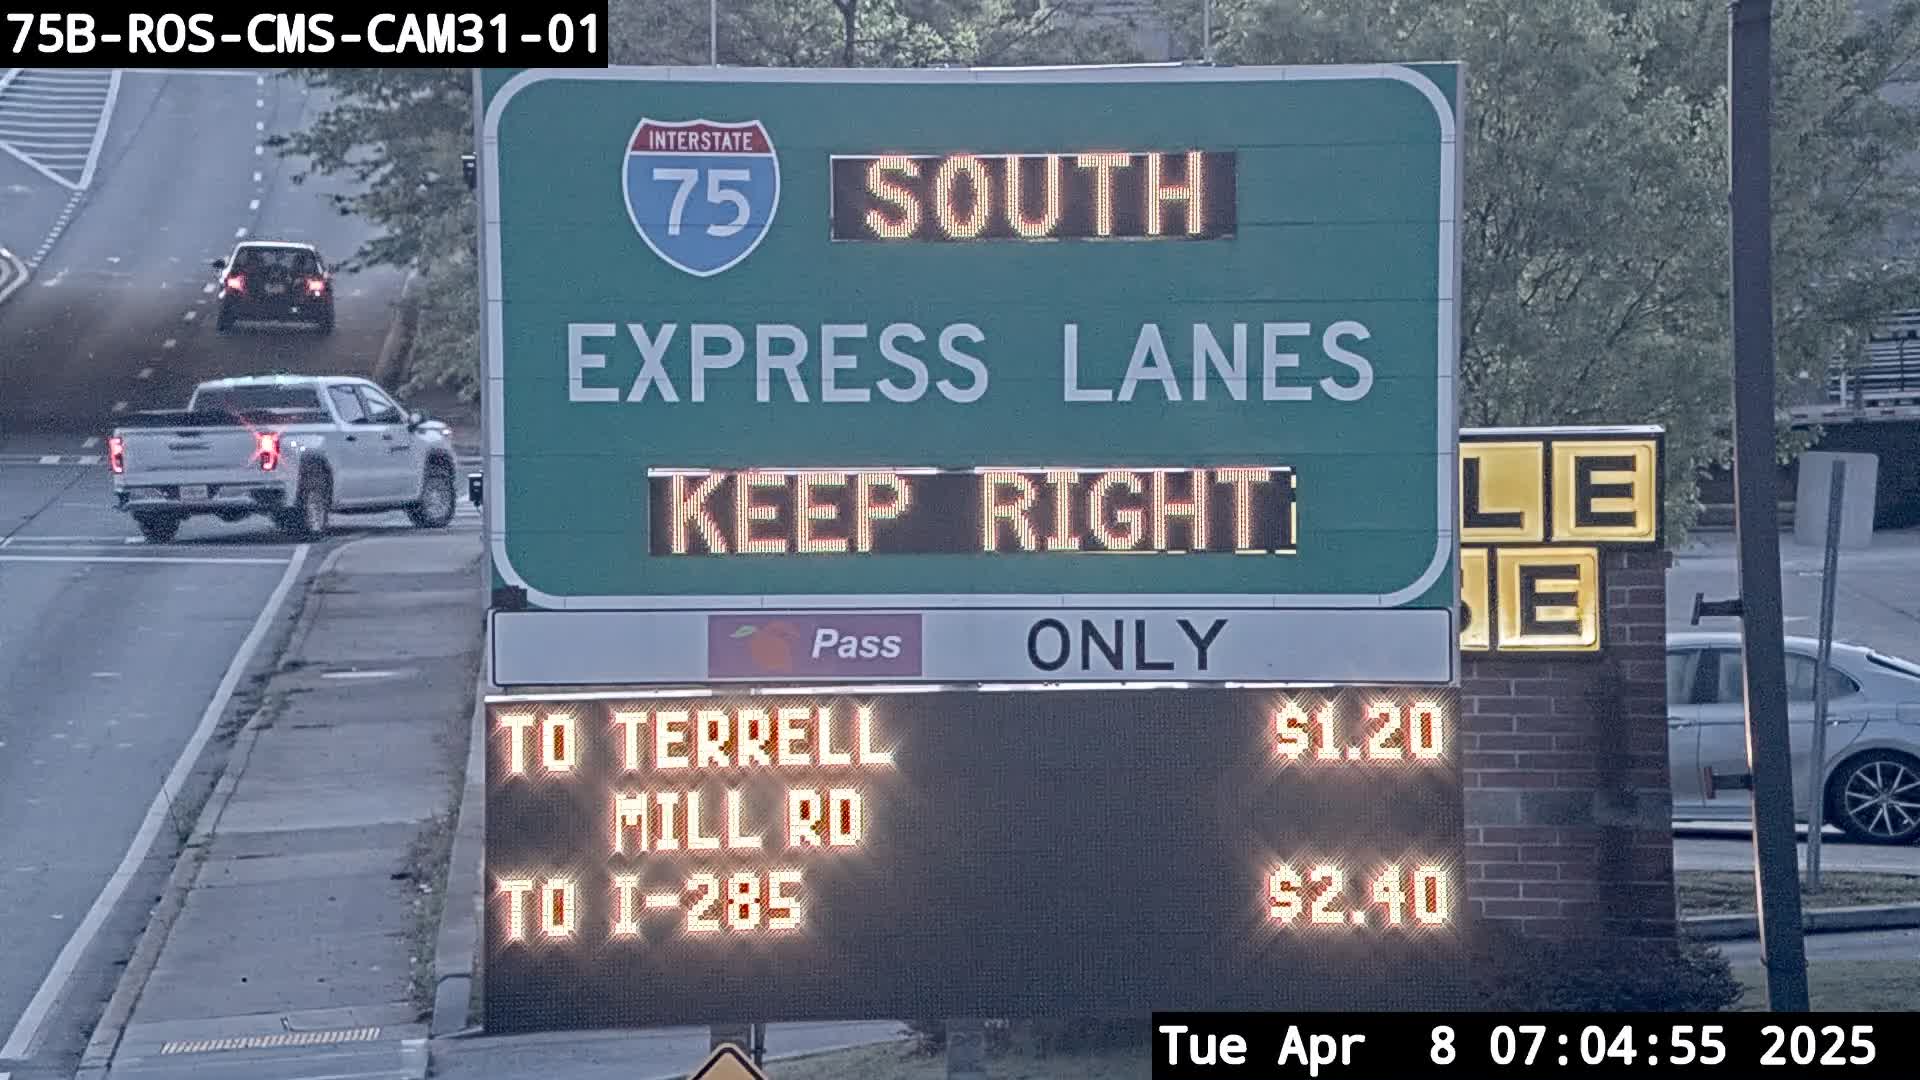 75B-ROS-CMS-CAM31-01
INTERSTATE
75
SOUTH
EXPRESS LANES
KEEP RIGHT
Pass ONLY
TO TERRELL $1.20
MILL RD
TO I-285 $2.40
LE
E
Tue Apr 8 07:04:55 2025